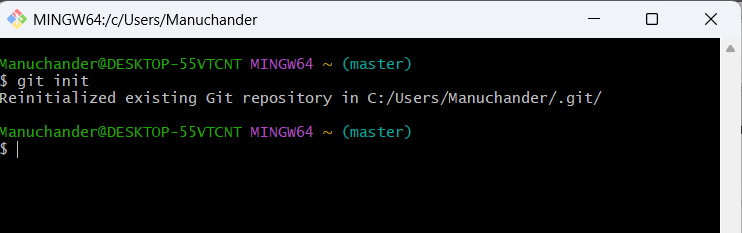 MINGW64:/c/Users/Manuchander
Manuchander@DESKTOP-55VTCNT MINGW64 ~ (master)
$ git init
Reinitialized existing Git repository in C:/Users/Manuchander/.git/
Manuchander@DESKTOP-55VTCNT MINGW64 ~ (master)
$